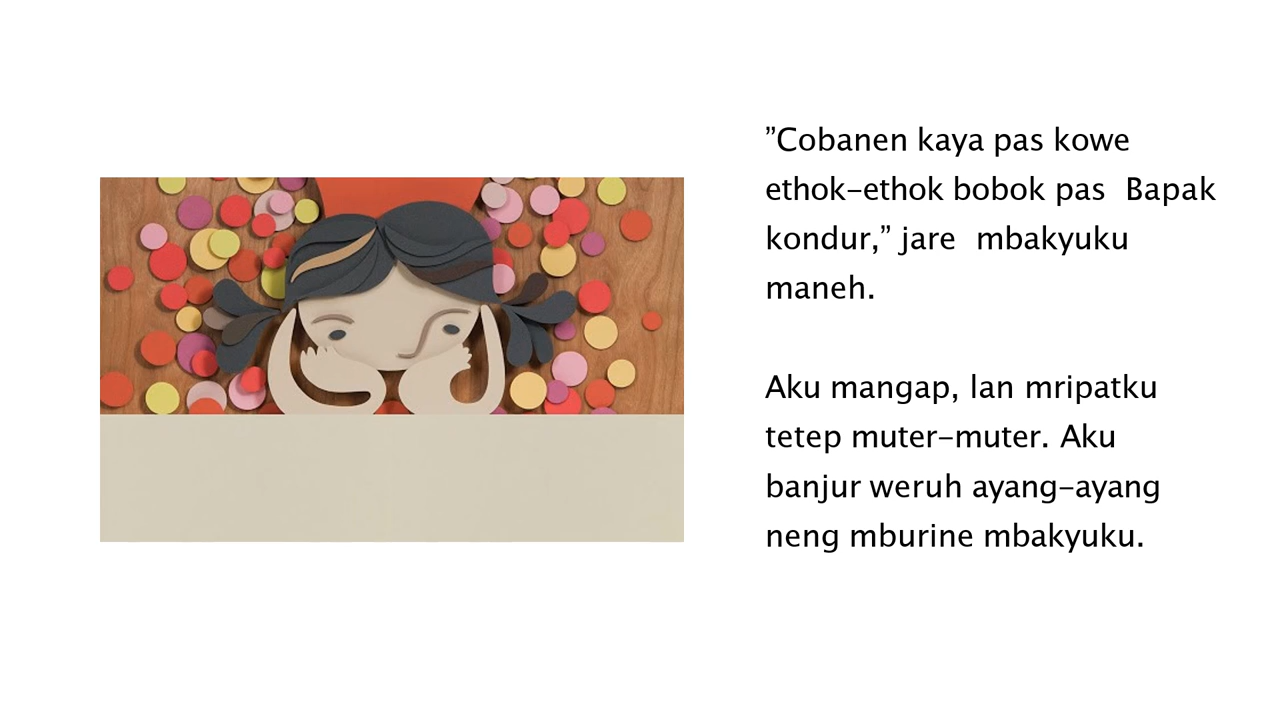 ”Cobanen kaya pas kowe
ethok–ethok bobok pas  Bapak
kondur,” jare  mbakyuku
maneh.
Aku mangap, lan mripatku
tetep muter–muter. Aku
banjur weruh ayang–ayang
neng mburine mbakyuku.